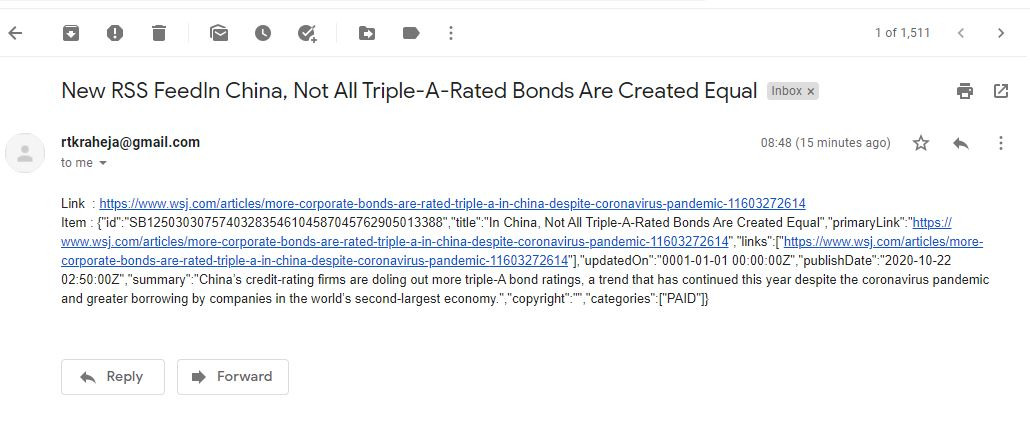 1 of 1,511
New RSS FeedIn China, Not All Triple-A-Rated Bonds Are Created Equal Inbox x
rtkraheja@gmail.com 08:48 (15 minutes ago)
to me
Link : https://www.wsj.com/articles/more-corporate-bonds-are-rated-triple-a-in-china-despite-coronavirus-pandemic-11603272614
Item : {"id":"SB12503030757403283546104587045762905013388","title":"In China, Not All Triple-A-Rated Bonds Are Created Equal","primaryLink":"https://
www.wsj.com/articles/more-corporate-bonds-are-rated-triple-a-in-china-despite-coronavirus-pandemic-11603272614","links":["https://www.wsj.com/articles/more-
corporate-bonds-are-rated-triple-a-in-china-despite-coronavirus-pandemic-11603272614"],"updatedOn":"0001-01-01 00:00:00Z","publishDate":"2020-10-22
02:50:00Z","summary":"China's credit-rating firms are doling out more triple-A bond ratings, a trend that has continued this year despite the coronavirus pandemic
and greater borrowing by companies in the world's second-largest economy.","copyright":"","categories":["PAID"]}
Reply Forward